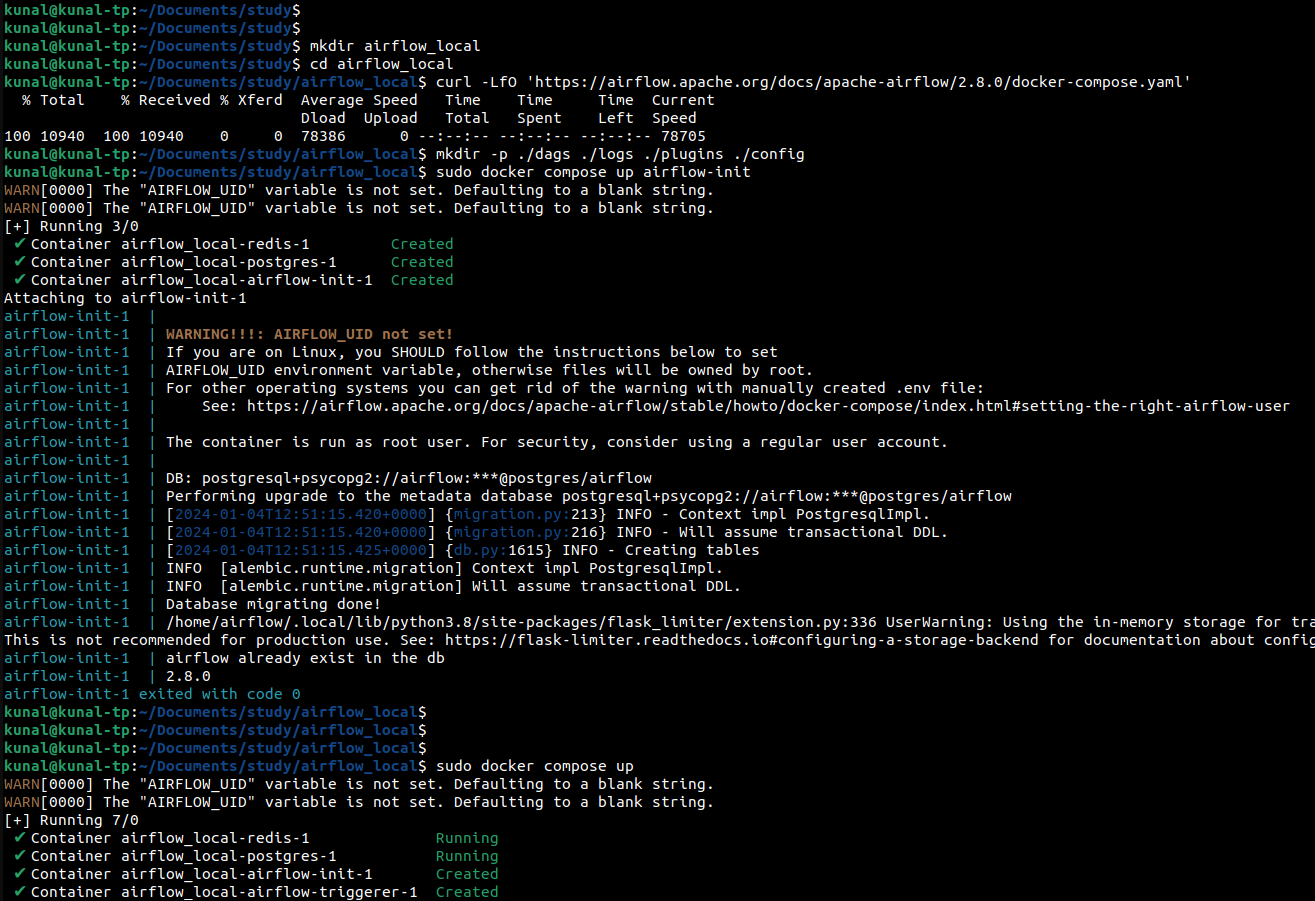 kunal@kunal-tp:~/Documents/study$
kunal@kunal-tp:~/Documents/study$
kunal@kunal-tp:~/Documents/study$ mkdir airflow_local
kunal@kunal-tp:~/Documents/study$ cd airflow_local
kunal@kunal-tp:~/Documents/study/airflow_local$ curl -LfO 'https://airflow.apache.org/docs/apache-airflow/2.8.0/docker-compose.yaml'
  % Total    % Received % Xferd  Average Speed   Time    Time     Time  Current
                                 Dload  Upload   Total   Spent    Left  Speed
100 10940  100 10940    0     0  78386      0 --:--:-- --:--:-- --:--:-- 78705
kunal@kunal-tp:~/Documents/study/airflow_local$ mkdir -p ./dags ./logs ./plugins ./config
kunal@kunal-tp:~/Documents/study/airflow_local$ sudo docker compose up airflow-init
WARN[0000] The "AIRFLOW_UID" variable is not set. Defaulting to a blank string.
WARN[0000] The "AIRFLOW_UID" variable is not set. Defaulting to a blank string.
[+] Running 3/0
 ✔ Container airflow_local-redis-1         Created
 ✔ Container airflow_local-postgres-1      Created
 ✔ Container airflow_local-airflow-init-1  Created
Attaching to airflow-init-1
airflow-init-1  |
airflow-init-1  | WARNING!!!: AIRFLOW_UID not set!
airflow-init-1  | If you are on Linux, you SHOULD follow the instructions below to set
airflow-init-1  | AIRFLOW_UID environment variable, otherwise files will be owned by root.
airflow-init-1  | For other operating systems you can get rid of the warning with manually created .env file:
airflow-init-1  |     See: https://airflow.apache.org/docs/apache-airflow/stable/howto/docker-compose/index.html#setting-the-right-airflow-user
airflow-init-1  |
airflow-init-1  | The container is run as root user. For security, consider using a regular user account.
airflow-init-1  |
airflow-init-1  | DB: postgresql+psycopg2://airflow:***@postgres/airflow
airflow-init-1  | Performing upgrade to the metadata database postgresql+psycopg2://airflow:***@postgres/airflow
airflow-init-1  | [2024-01-04T12:51:15.420+0000] {migration.py:213} INFO - Context impl PostgresqlImpl.
airflow-init-1  | [2024-01-04T12:51:15.420+0000] {migration.py:216} INFO - Will assume transactional DDL.
airflow-init-1  | [2024-01-04T12:51:15.425+0000] {db.py:1615} INFO - Creating tables
airflow-init-1  | INFO  [alembic.runtime.migration] Context impl PostgresqlImpl.
airflow-init-1  | INFO  [alembic.runtime.migration] Will assume transactional DDL.
airflow-init-1  | Database migrating done!
airflow-init-1  | /home/airflow/.local/lib/python3.8/site-packages/flask_limiter/extension.py:336 UserWarning: Using the in-memory storage for tra
This is not recommended for production use. See: https://flask-limiter.readthedocs.io#configuring-a-storage-backend for documentation about config
airflow-init-1  | airflow already exist in the db
airflow-init-1  | 2.8.0
airflow-init-1 exited with code 0
kunal@kunal-tp:~/Documents/study/airflow_local$
kunal@kunal-tp:~/Documents/study/airflow_local$
kunal@kunal-tp:~/Documents/study/airflow_local$
kunal@kunal-tp:~/Documents/study/airflow_local$ sudo docker compose up
WARN[0000] The "AIRFLOW_UID" variable is not set. Defaulting to a blank string.
WARN[0000] The "AIRFLOW_UID" variable is not set. Defaulting to a blank string.
[+] Running 7/0
 ✔ Container airflow_local-redis-1              Running
 ✔ Container airflow_local-postgres-1           Running
 ✔ Container airflow_local-airflow-init-1       Created
 ✔ Container airflow_local-airflow-triggerer-1  Created